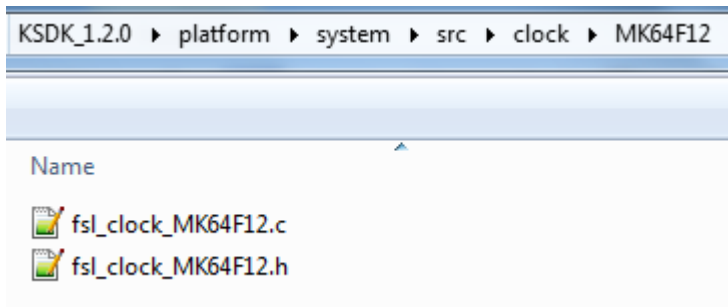 KSDK_1.2.0 ▸ platform ▸ system ▸ src ▸ clock ▸ MK64F12
Name
fsl_clock_MK64F12.c
fsl_clock_MK64F12.h